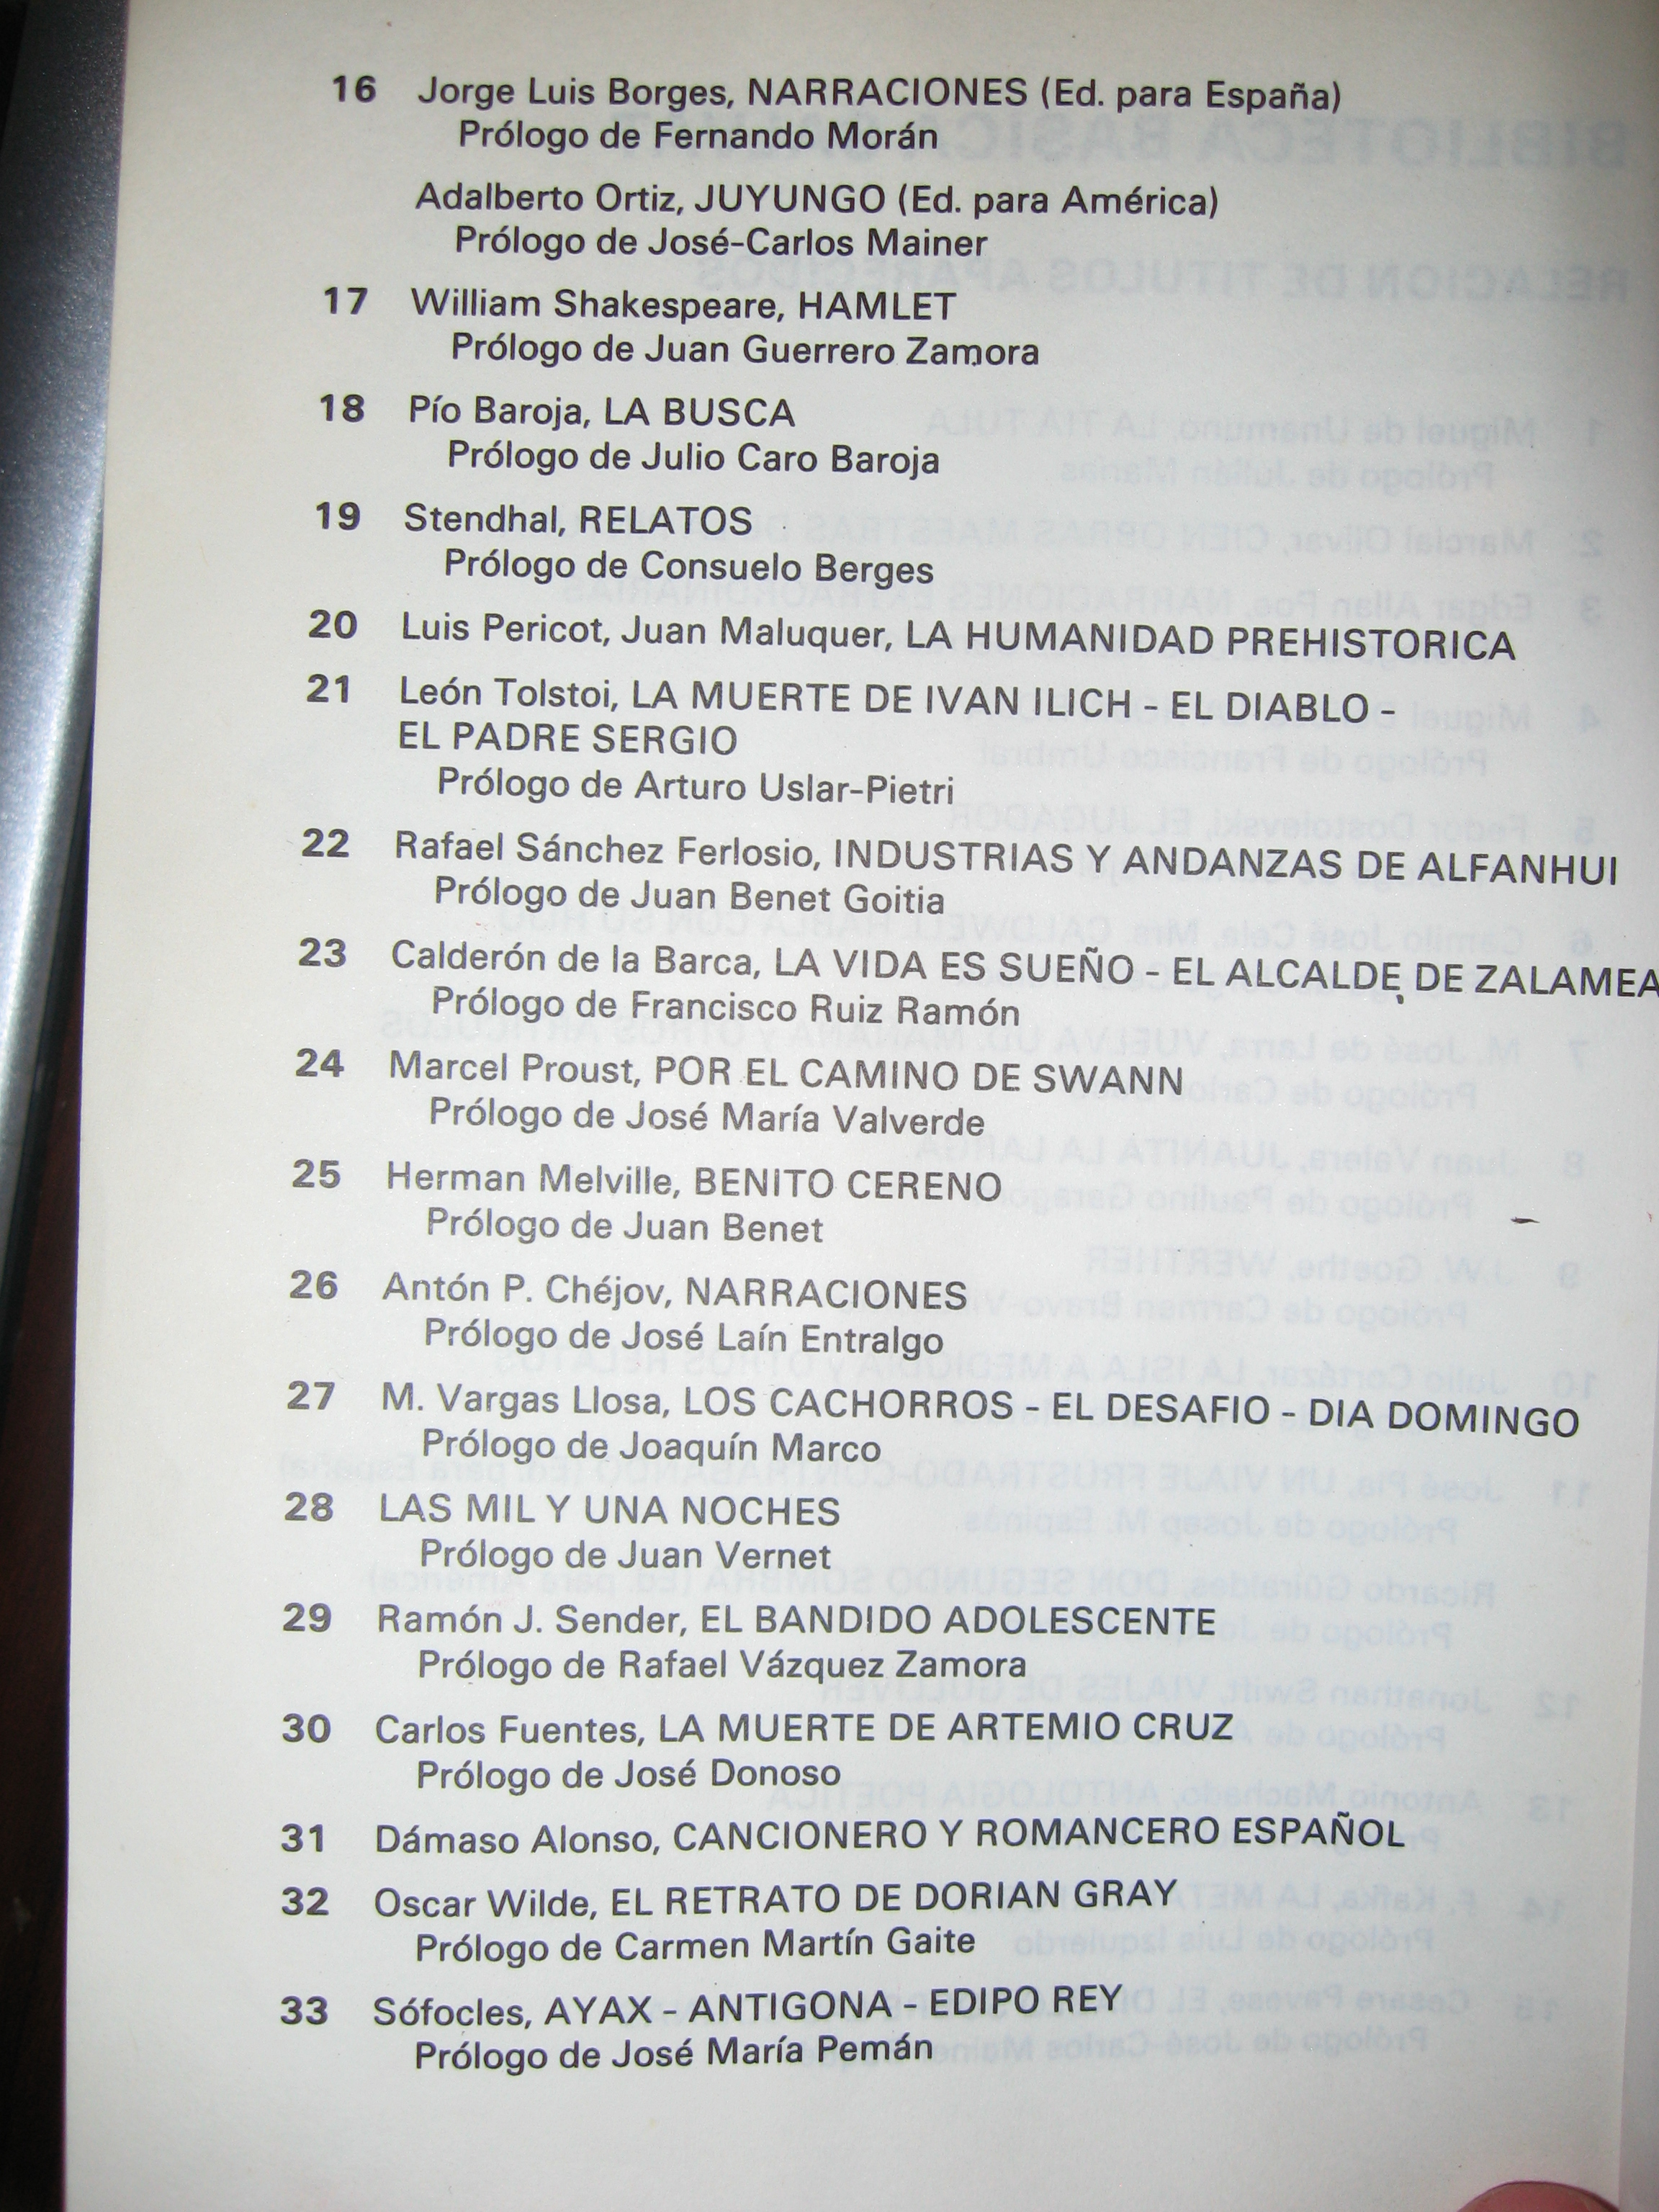 16 Jorge Luis Borges, NARRACIONES (Ed. para España)
Prólogo de Fernando Morán
Adalberto Ortiz, JUYUNGO (Ed. para América)
Prólogo de José-Carlos Mainer
17 William Shakespeare, HAMLET
Prólogo de Juan Guerrero Zamora
18 Pío Baroja, LA BUSCA
Prólogo de Julio Caro Baroja
19 Stendhal, RELATOS
Prólogo de Consuelo Berges
20 Luis Pericot, Juan Maluquer, LA HUMANIDAD PREHISTORICA
21 León Tolstoi, LA MUERTE DE IVAN ILICH - EL DIABLO -
EL PADRE SERGIO
Prólogo de Arturo Uslar-Pietri
22 Rafael Sánchez Ferlosio, INDUSTRIAS Y ANDANZAS DE ALFANHUI
Prólogo de Juan Benet Goitia
23 Calderón de la Barca, LA VIDA ES SUEÑO - EL ALCALDE DE ZALAMEA
Prólogo de Francisco Ruiz Ramón
24 Marcel Proust, POR EL CAMINO DE SWANN
Prólogo de José María Valverde
25 Herman Melville, BENITO CERENO
Prólogo de Juan Benet
26 Antón P. Chéjov, NARRACIONES
Prólogo de José Laín Entralgo
27 M. Vargas Llosa, LOS CACHORROS - EL DESAFIO - DIA DOMINGO
Prólogo de Joaquín Marco
28 LAS MIL Y UNA NOCHES
Prólogo de Juan Vernet
29 Ramón J. Sender, EL BANDIDO ADOLESCENTE
Prólogo de Rafael Vázquez Zamora
30 Carlos Fuentes, LA MUERTE DE ARTEMIO CRUZ
Prólogo de José Donoso
31 Dámaso Alonso, CANCIONERO Y ROMANCERO ESPAÑOL
32 Oscar Wilde, EL RETRATO DE DORIAN GRAY
Prólogo de Carmen Martín Gaite
33 Sófocles, AYAX - ANTIGONA - EDIPO REY
Prólogo de José María Pemán